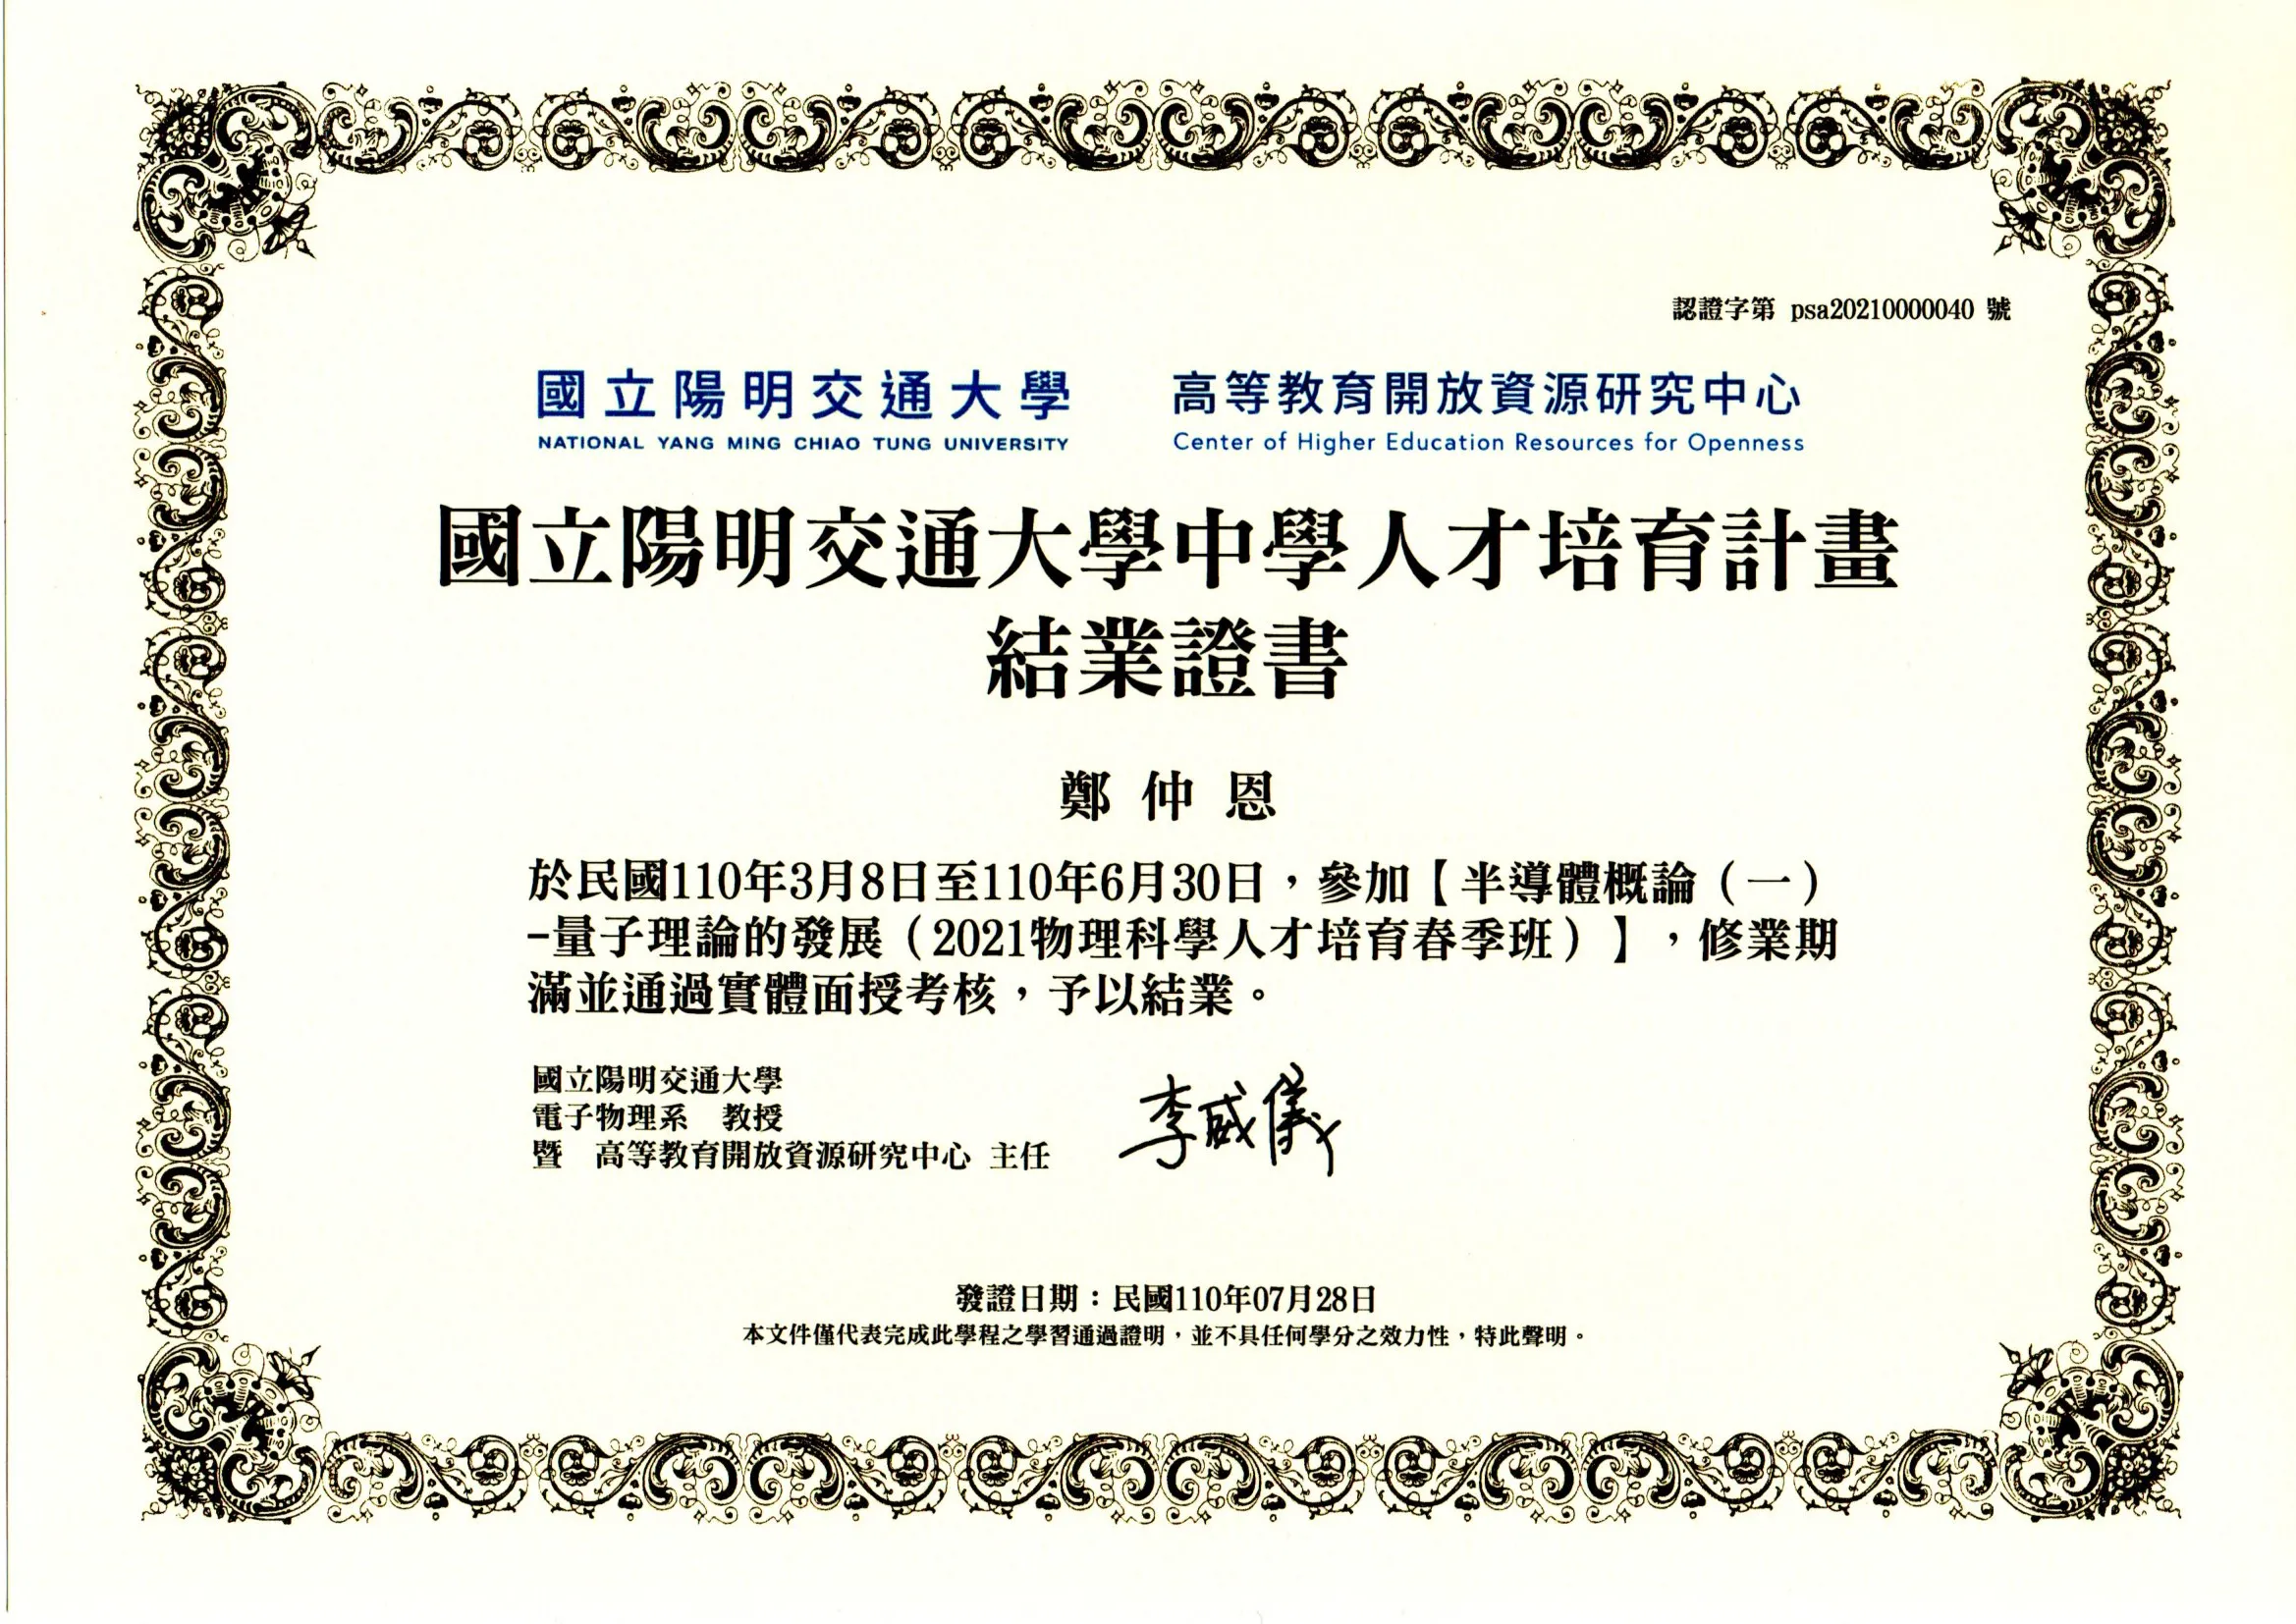 認證字第 psa20210000040 號
國立陽明交通大學 高等教育開放資源研究中心
NATIONAL YANG MING CHIAO TUNG UNIVERSITY Center of Higher Education Resources for Openness
國立陽明交通大學中學人才培育計畫
結業證書
鄭仲恩
於民國110年3月8日至110年6月30日，參加【半導體概論（一）
-量子理論的發展（2021物理科學人才培育春季班）】，修業期
滿並通過實體面授考核，予以結業。
國立陽明交通大學
電子物理系 教授
暨 高等教育開放資源研究中心 主任 李威儀
發證日期：民國110年07月28日
本文件僅代表完成此學程之學習通過證明，並不具任何學分之效力性，特此聲明。